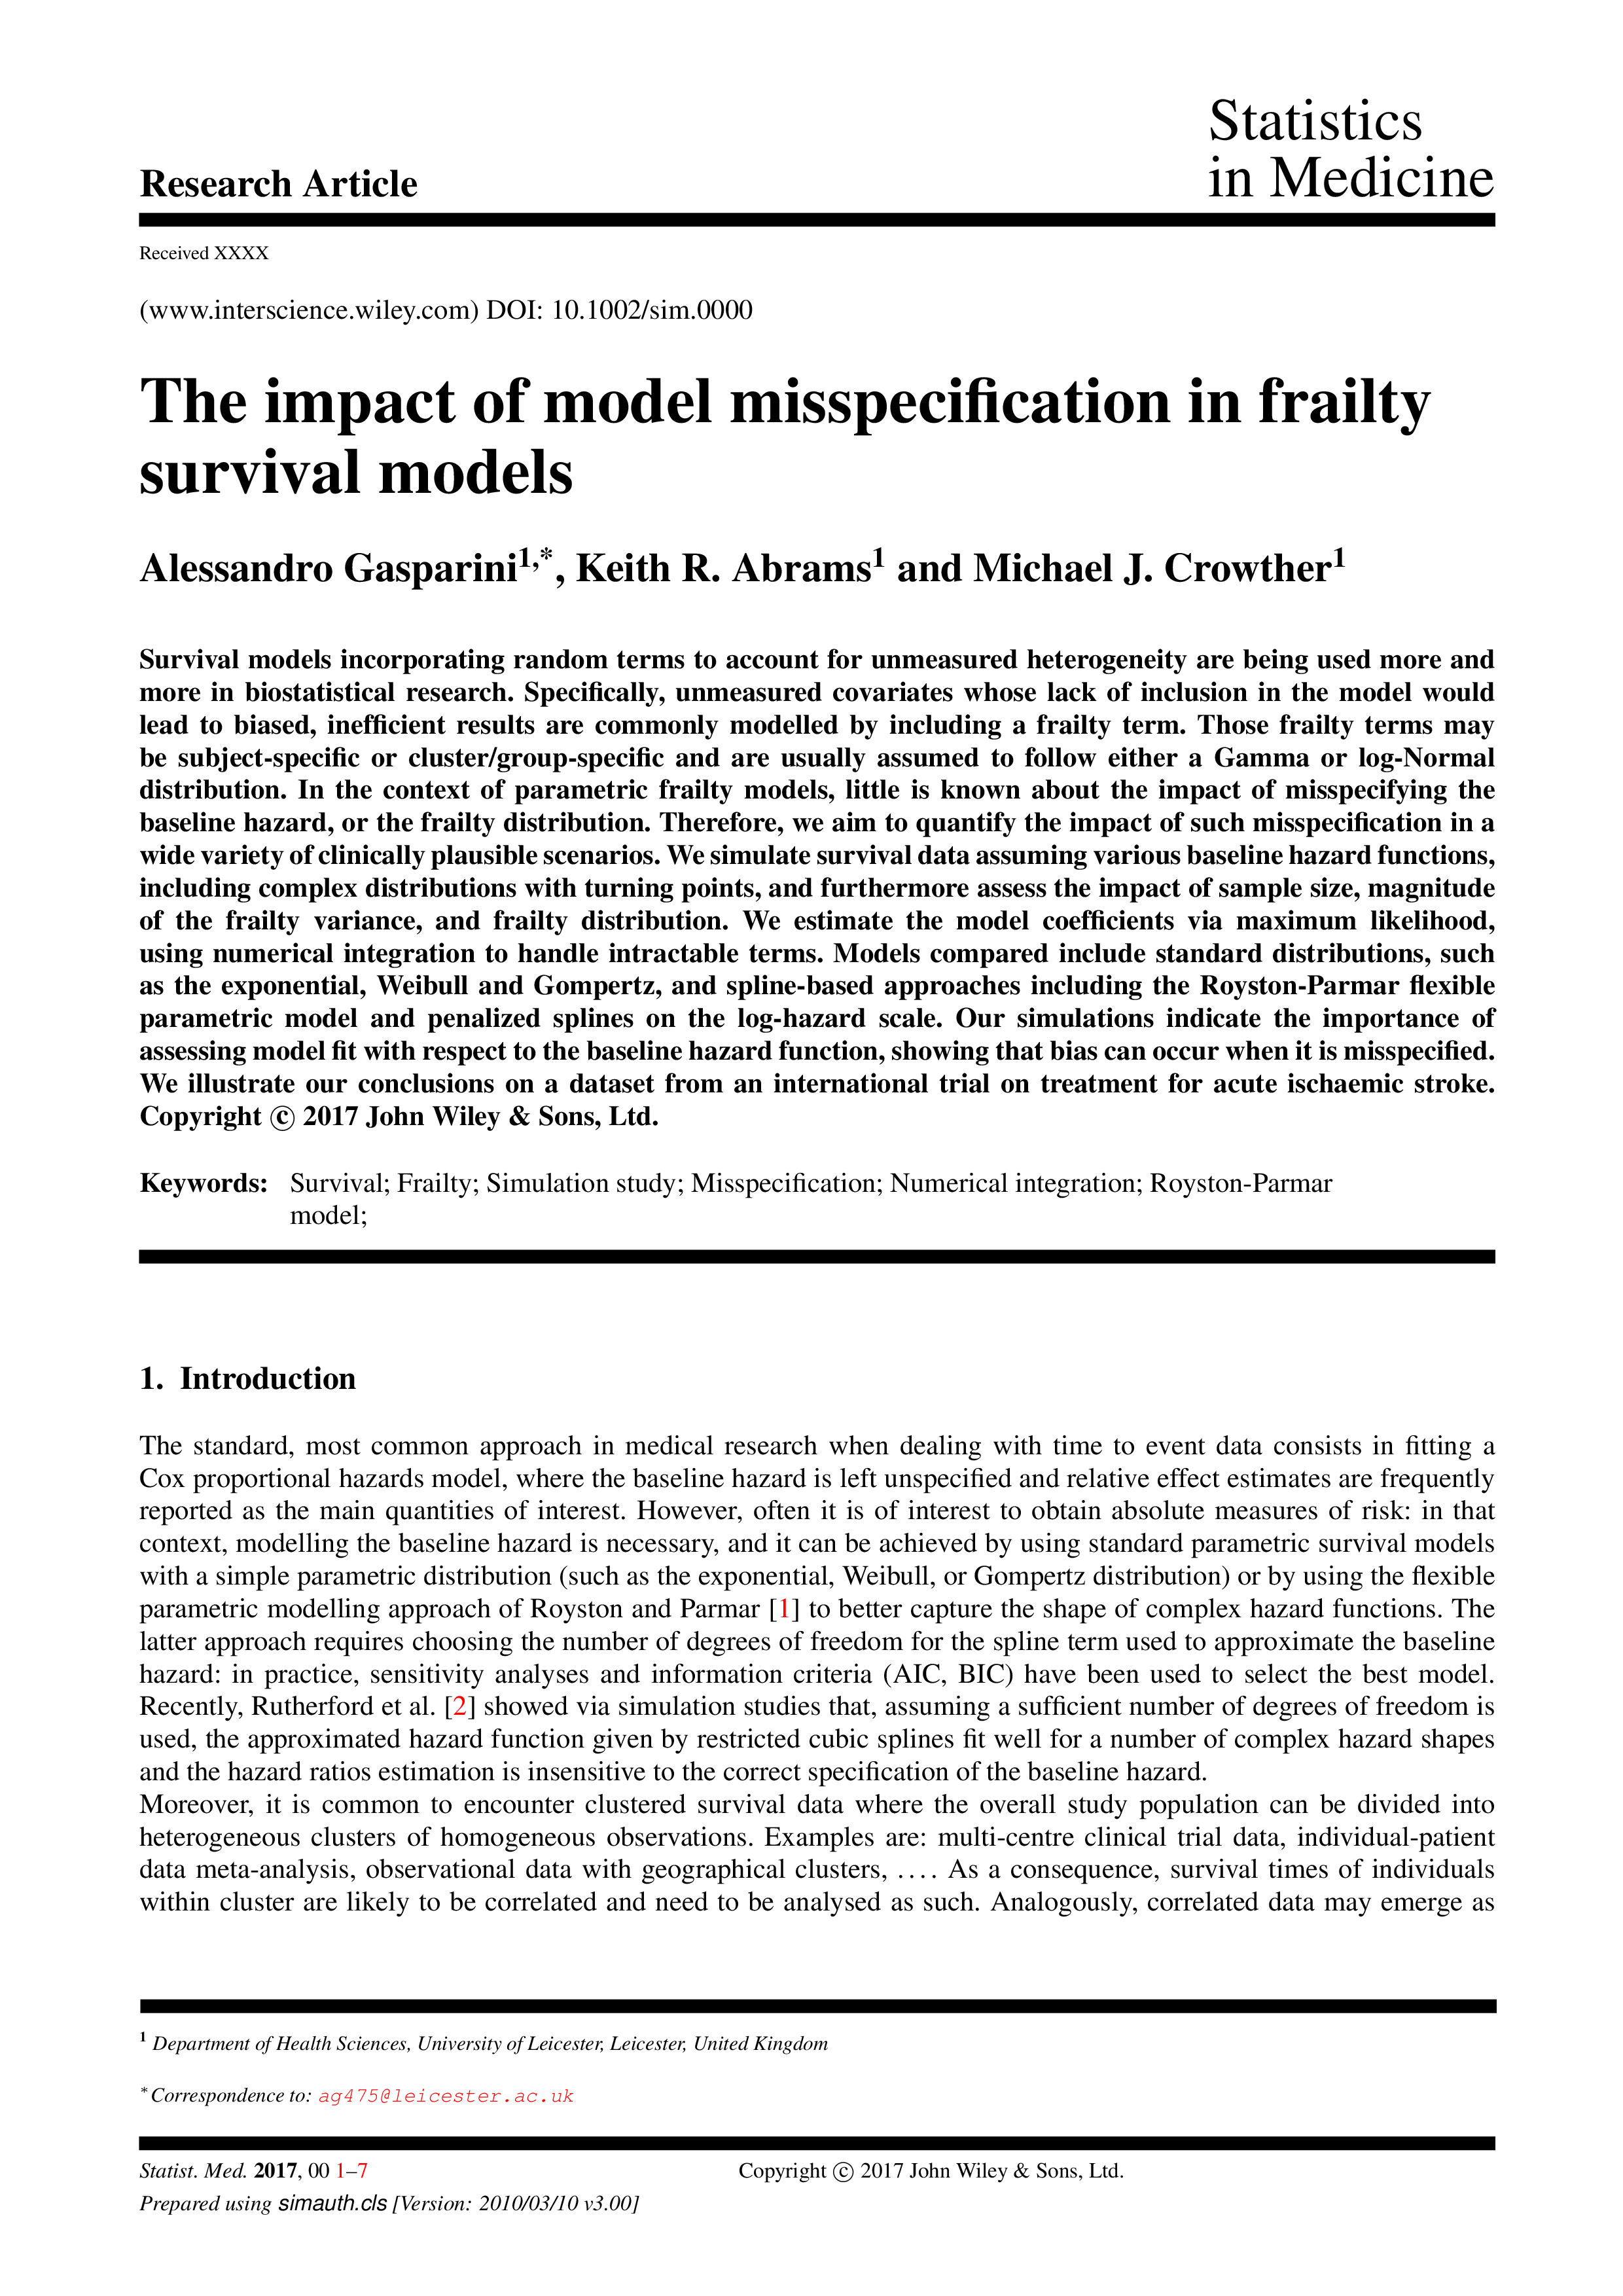 Statistics
in Medicine
Research Article
Received XXXX
(www.interscience.wiley.com) DOI: 10.1002/sim.0000
The impact of model misspecification in frailty
survival models
Alessandro Gasparini1,*, Keith R. Abrams1 and Michael J. Crowther1
Survival models incorporating random terms to account for unmeasured heterogeneity are being used more and
more in biostatistical research. Specifically, unmeasured covariates whose lack of inclusion in the model would
lead to biased, inefficient results are commonly modelled by including a frailty term. Those frailty terms may
be subject-specific or cluster/group-specific and are usually assumed to follow either a Gamma or log-Normal
distribution. In the context of parametric frailty models, little is known about the impact of misspecifying the
baseline hazard, or the frailty distribution. Therefore, we aim to quantify the impact of such misspecification in a
wide variety of clinically plausible scenarios. We simulate survival data assuming various baseline hazard functions,
including complex distributions with turning points, and furthermore assess the impact of sample size, magnitude
of the frailty variance, and frailty distribution. We estimate the model coefficients via maximum likelihood,
using numerical integration to handle intractable terms. Models compared include standard distributions, such
as the exponential, Weibull and Gompertz, and spline-based approaches including the Royston-Parmar flexible
parametric model and penalized splines on the log-hazard scale. Our simulations indicate the importance of
assessing model fit with respect to the baseline hazard function, showing that bias can occur when it is misspecified.
We illustrate our conclusions on a dataset from an international trial on treatment for acute ischaemic stroke.
Copyright © 2017 John Wiley & Sons, Ltd.
Keywords: Survival; Frailty; Simulation study; Misspecification; Numerical integration; Royston-Parmar
model;
1. Introduction
The standard, most common approach in medical research when dealing with time to event data consists in fitting a
Cox proportional hazards model, where the baseline hazard is left unspecified and relative effect estimates are frequently
reported as the main quantities of interest. However, often it is of interest to obtain absolute measures of risk: in that
context, modelling the baseline hazard is necessary, and it can be achieved by using standard parametric survival models
with a simple parametric distribution (such as the exponential, Weibull, or Gompertz distribution) or by using the flexible
parametric modelling approach of Royston and Parmar [1] to better capture the shape of complex hazard functions. The
latter approach requires choosing the number of degrees of freedom for the spline term used to approximate the baseline
hazard: in practice, sensitivity analyses and information criteria (AIC, BIC) have been used to select the best model.
Recently, Rutherford et al. [2] showed via simulation studies that, assuming a sufficient number of degrees of freedom is
used, the approximated hazard function given by restricted cubic splines fit well for a number of complex hazard shapes
and the hazard ratios estimation is insensitive to the correct specification of the baseline hazard.
Moreover, it is common to encounter clustered survival data where the overall study population can be divided into
heterogeneous clusters of homogeneous observations. Examples are: multi-centre clinical trial data, individual-patient
data meta-analysis, observational data with geographical clusters, .... As a consequence, survival times of individuals
within cluster are likely to be correlated and need to be analysed as such. Analogously, correlated data may emerge as
1 Department of Health Sciences, University of Leicester, Leicester, United Kingdom
*Correspondence to: ag475@leicester.ac.uk
Statist. Med. 2017, 00 1–7 Copyright © 2017 John Wiley & Sons, Ltd.
Prepared using simauth.cls [Version: 2010/03/10 v3.00]